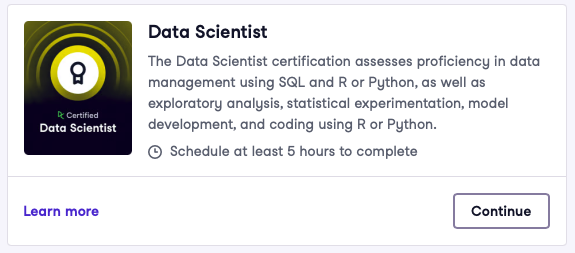 Data Scientist
The Data Scientist certification assesses proficiency in data
management using SQL and R or Python, as well as
exploratory analysis, statistical experimentation, model
development, and coding using R or Python.
Certified
Data Scientist
Schedule at least 5 hours to complete
Learn more
Continue